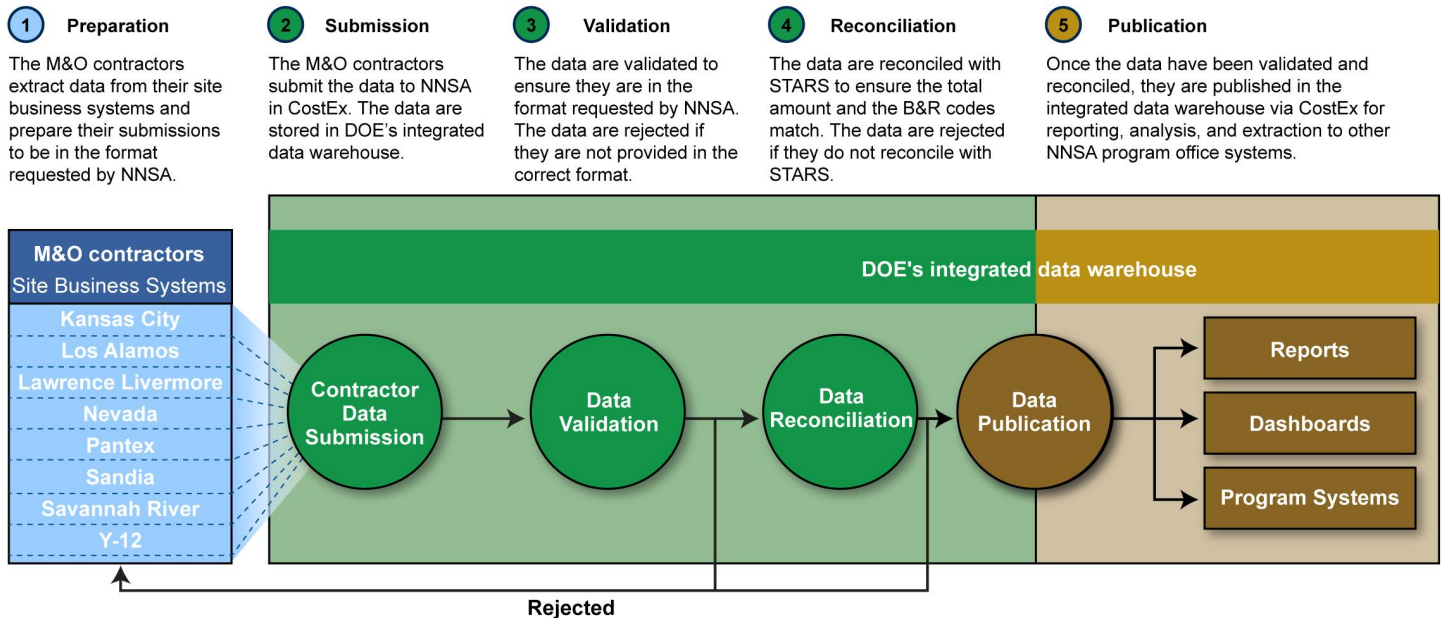 1 Preparation
The M&O contractors
extract data from their site
business systems and
prepare their submissions
to be in the format
requested by NNSA.
2 Submission
The M&O contractors
submit the data to NNSA
in CostEx. The data are
stored in DOE's integrated
data warehouse.
3 Validation
The data are validated to
ensure they are in the
format requested by NNSA.
The data are rejected if
they are not provided in the
correct format.
4 Reconciliation
The data are reconciled with
STARS to ensure the total
amount and the B&R codes
match. The data are rejected
if they do not reconcile with
STARS.
5 Publication
Once the data have been validated and
reconciled, they are published in the
integrated data warehouse via CostEx for
reporting, analysis, and extraction to other
NNSA program office systems.
M&O contractors
Site Business Systems
Kansas City
Los Alamos
Lawrence Livermore
Nevada
Pantex
Sandia
Savannah River
Y-12
DOE's integrated data warehouse
Contractor
Data
Submission
Data
Validation
Data
Reconciliation
Data
Publication
Reports
Dashboards
Program Systems
Rejected